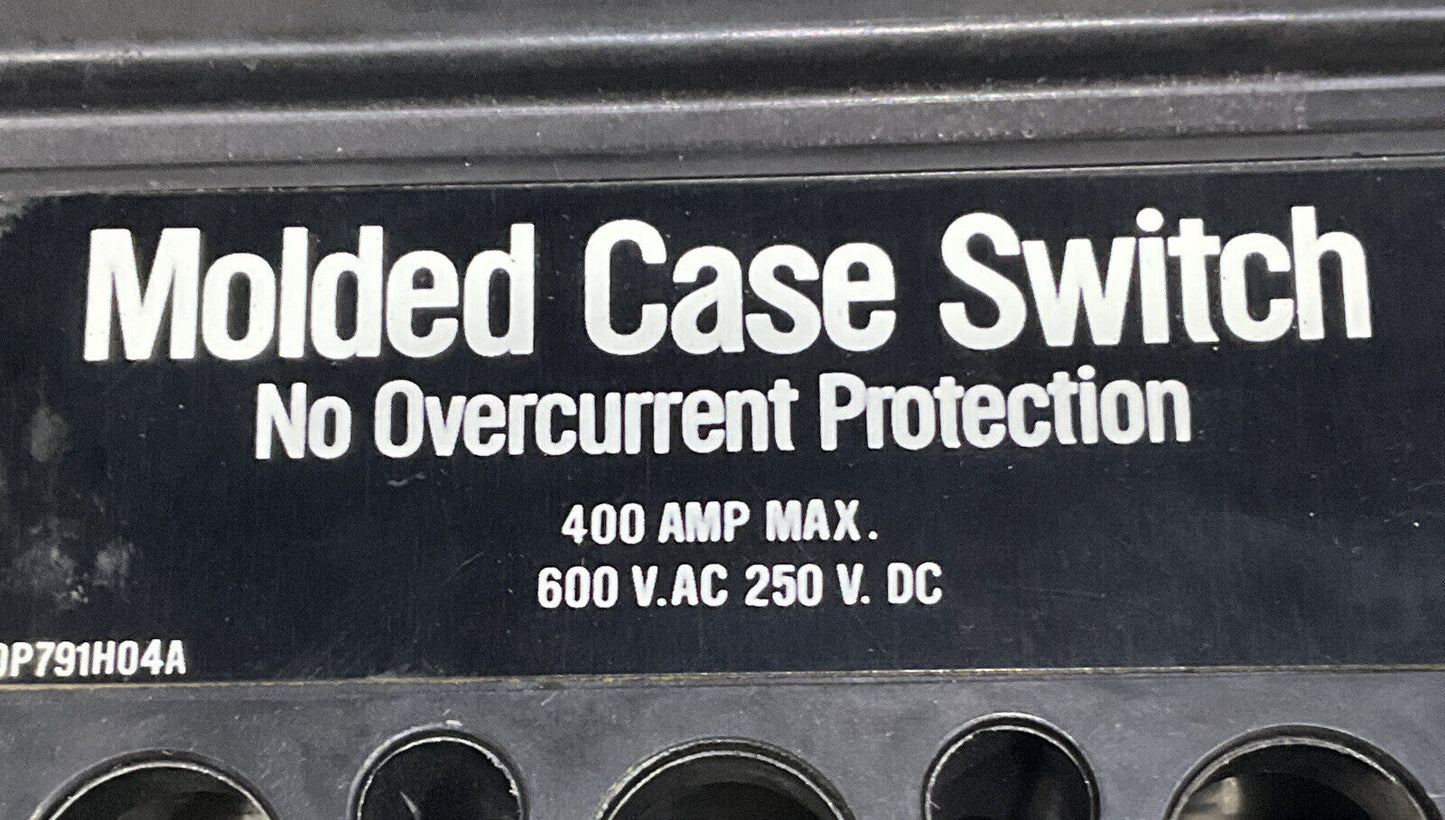 Molded Case Switch
No Overcurrent Protection
400 AMP MAX.
600 V.AC 250 V. DC
P791H04A